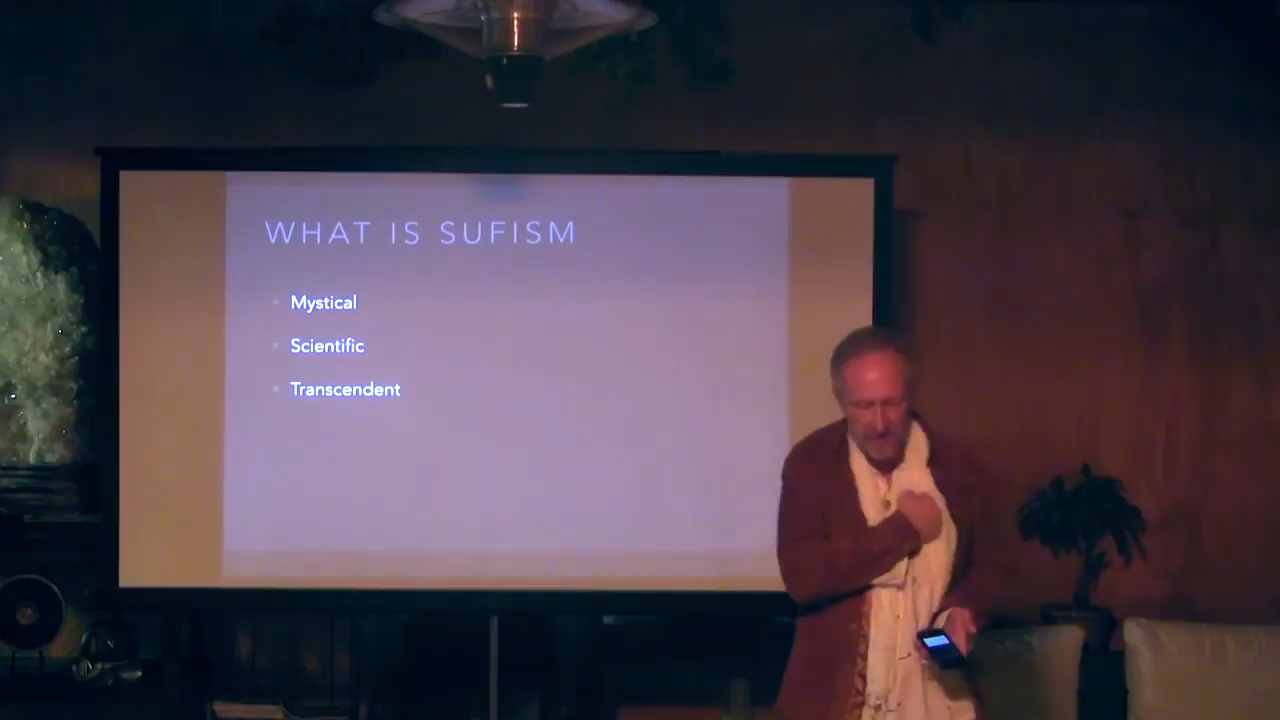 WHAT IS SUFISM
• Mystical
• Scientific
• Transcendent